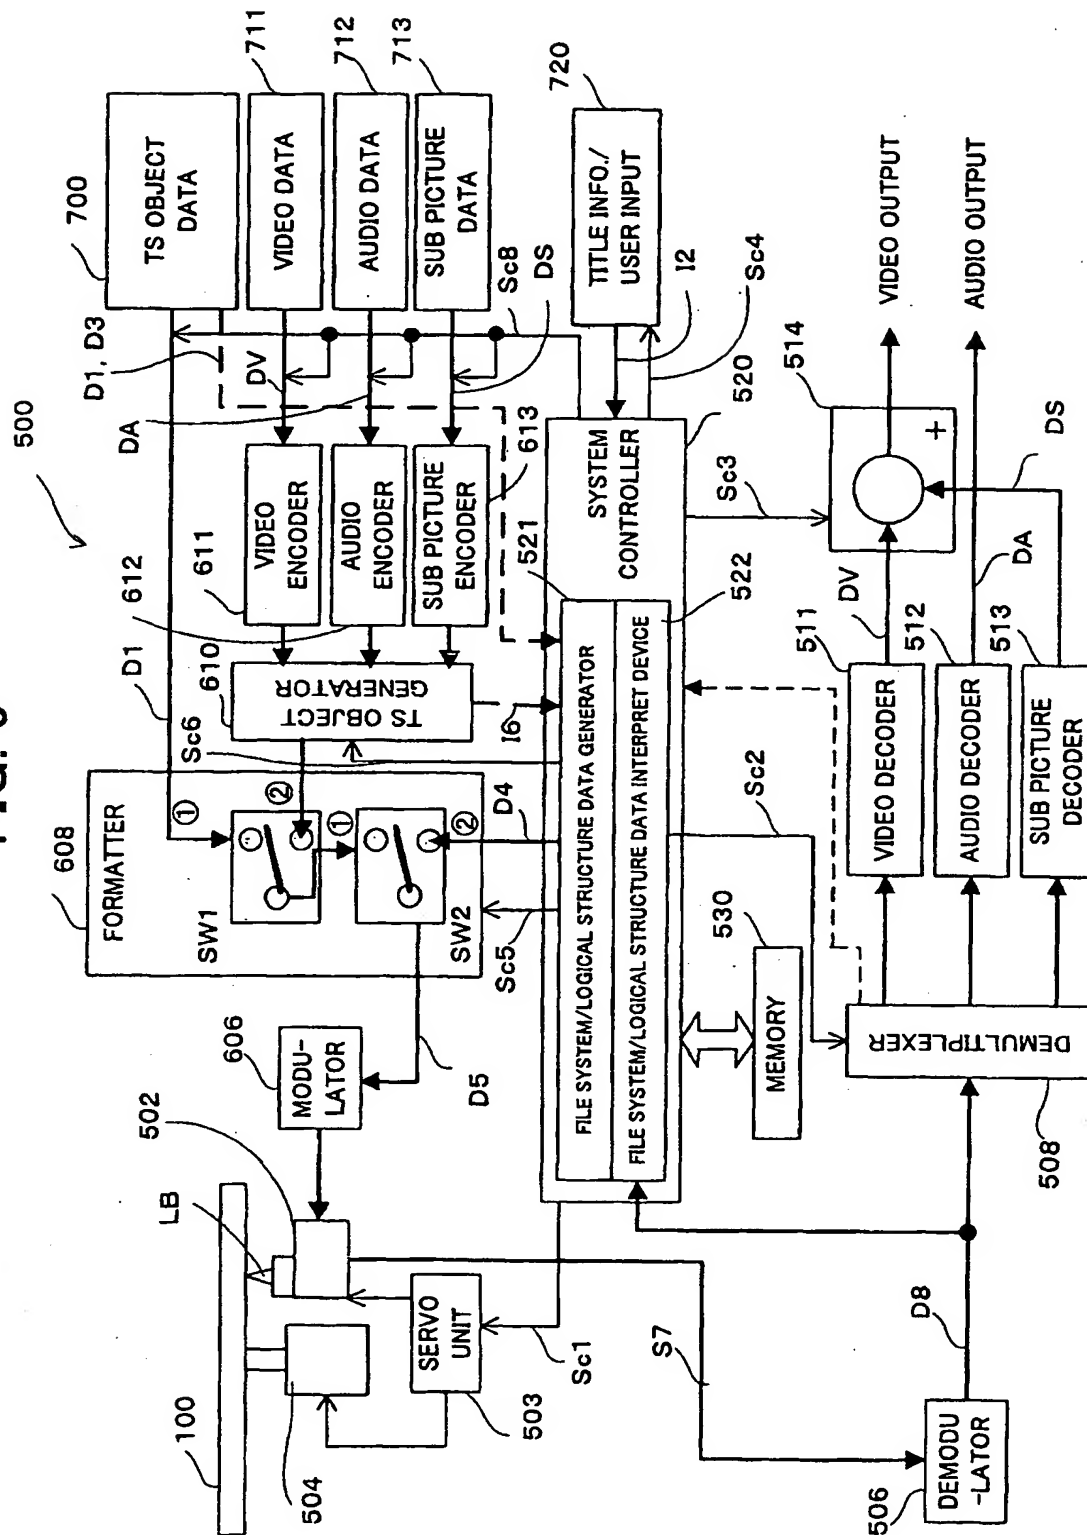 500
700
TS OBJECT
DATA
711
VIDEO DATA
712
AUDIO DATA
713
SUB PICTURE
DATA
720
TITLE INFO./
USER INPUT
D1, D3
DV
DA
DS
Sc8
I2
Sc4
D1
612
611
VIDEO
ENCODER
AUDIO
ENCODER
SUB PICTURE
ENCODER
613
610
TS OBJECT
GENERATOR
Sc6
I6
608
FORMATTER
①
②
SW1
①
②
SW2
D4
Sc5
D5
606
MODU-
LATOR
502
LB
100
504
SERVO
UNIT
503
Sc1
S7
520
SYSTEM
CONTROLLER
521
FILE SYSTEM/LOGICAL STRUCTURE DATA GENERATOR
522
FILE SYSTEM/LOGICAL STRUCTURE DATA INTERPRET DEVICE
530
MEMORY
Sc2
Sc3
514
+
VIDEO OUTPUT
AUDIO OUTPUT
DV
DA
DS
511
VIDEO DECODER
512
AUDIO DECODER
513
SUB PICTURE
DECODER
DEMULTIPLEXER
508
D8
DEMODU
-LATOR
506